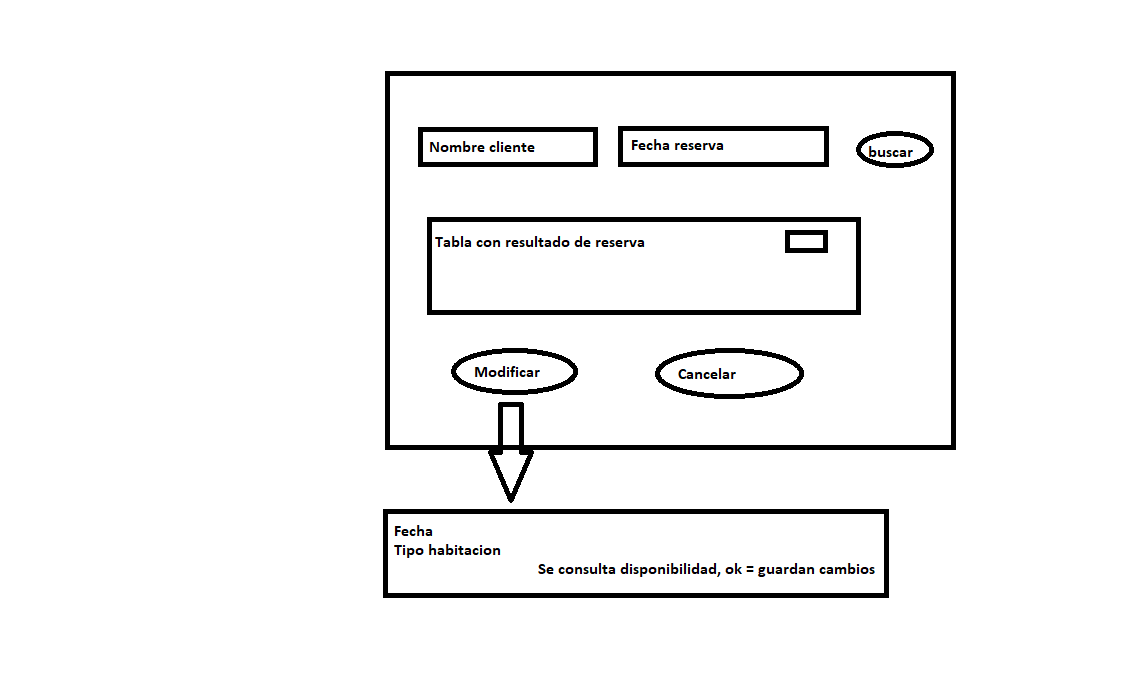 Nombre cliente
Fecha reserva
buscar
Tabla con resultado de reserva
Modificar
Cancelar
Fecha
Tipo habitacion
Se consulta disponibilidad, ok = guardan cambios